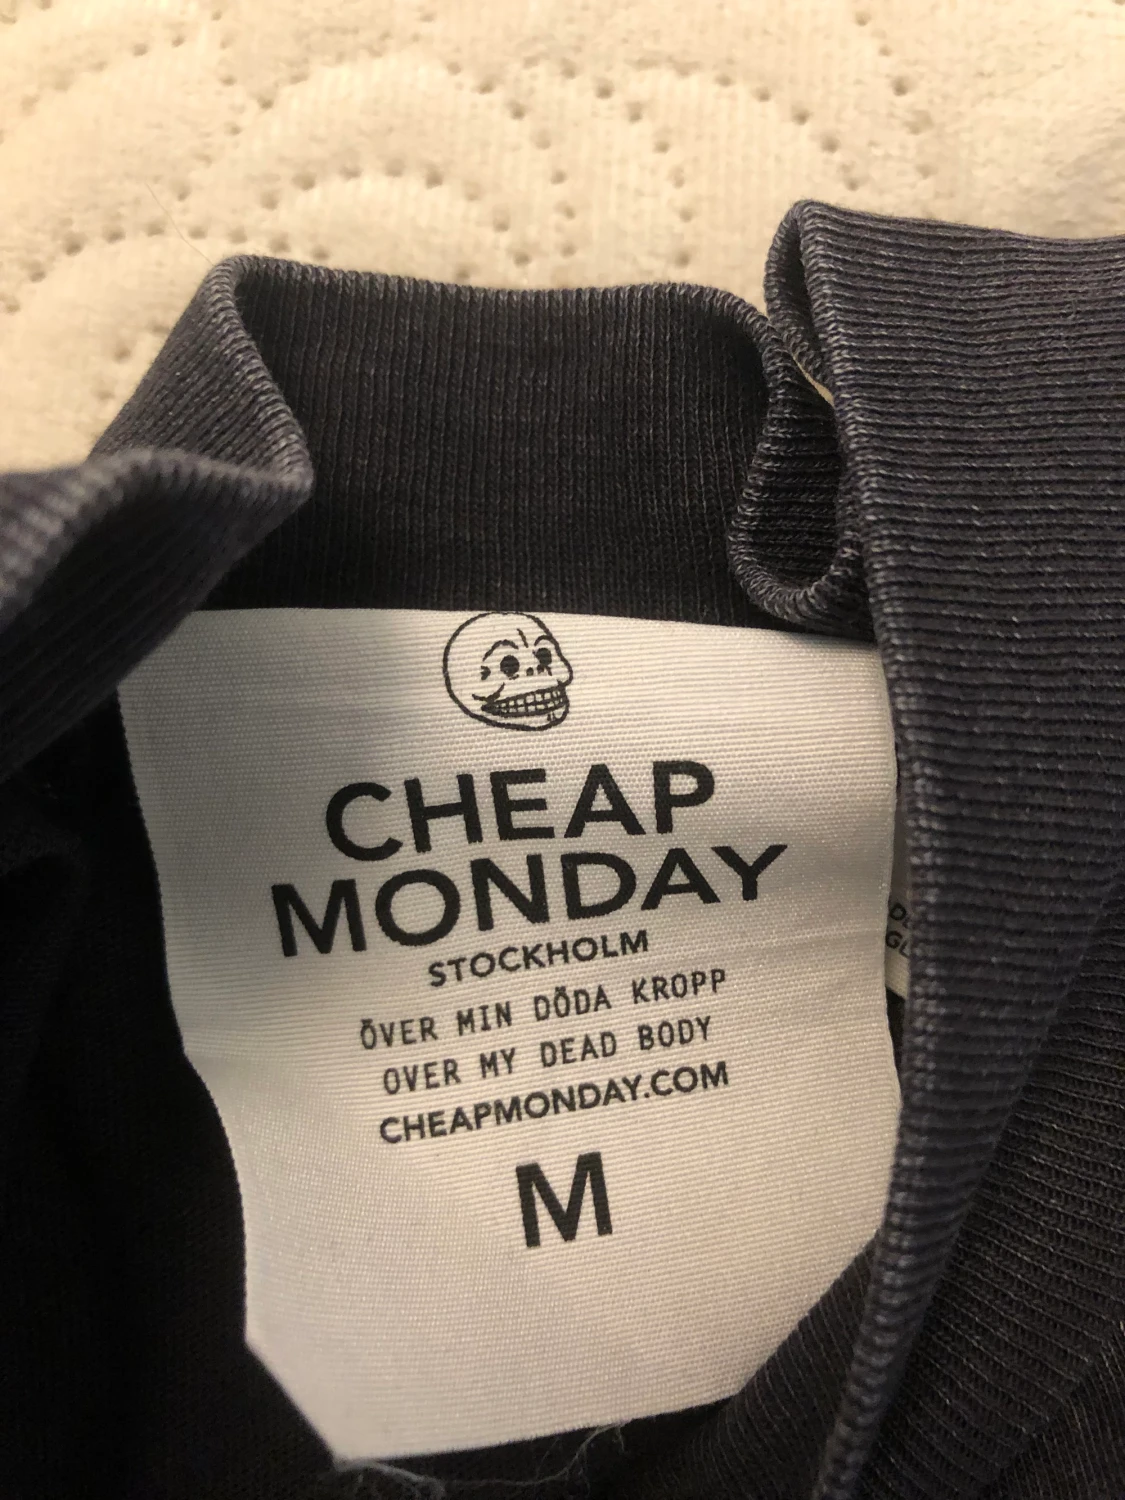 CHEAP
MONDAY
STOCKHOLM
ÖVER MIN DÖDA KROPP
OVER MY DEAD BODY
CHEAPMONDAY.COM
M